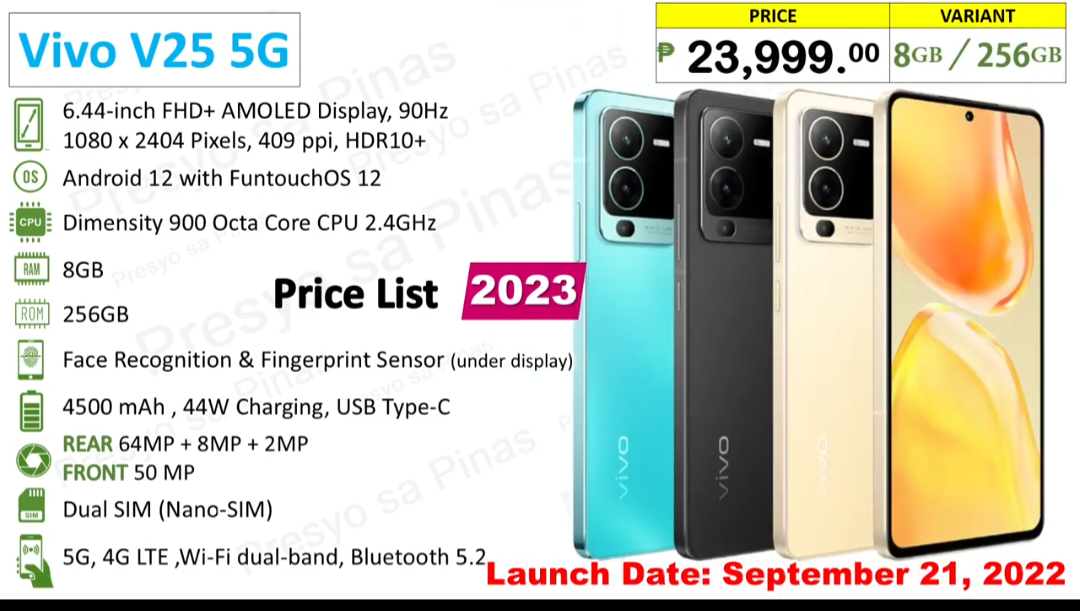 Vivo V25 5G
PRICE
VARIANT
₱ 23,999.00
8GB / 256GB
6.44-inch FHD+ AMOLED Display, 90Hz
1080 x 2404 Pixels, 409 ppi, HDR10+
OS
Android 12 with FuntouchOS 12
CPU
Dimensity 900 Octa Core CPU 2.4GHz
RAM
8GB
Price List 2023
ROM
256GB
Face Recognition & Fingerprint Sensor (under display)
4500 mAh , 44W Charging, USB Type-C
REAR 64MP + 8MP + 2MP
FRONT 50 MP
SIM
Dual SIM (Nano-SIM)
5G, 4G LTE ,Wi-Fi dual-band, Bluetooth 5.2
Launch Date: September 21, 2022
vivo
vivo
vivo
Presyo sa Pinas